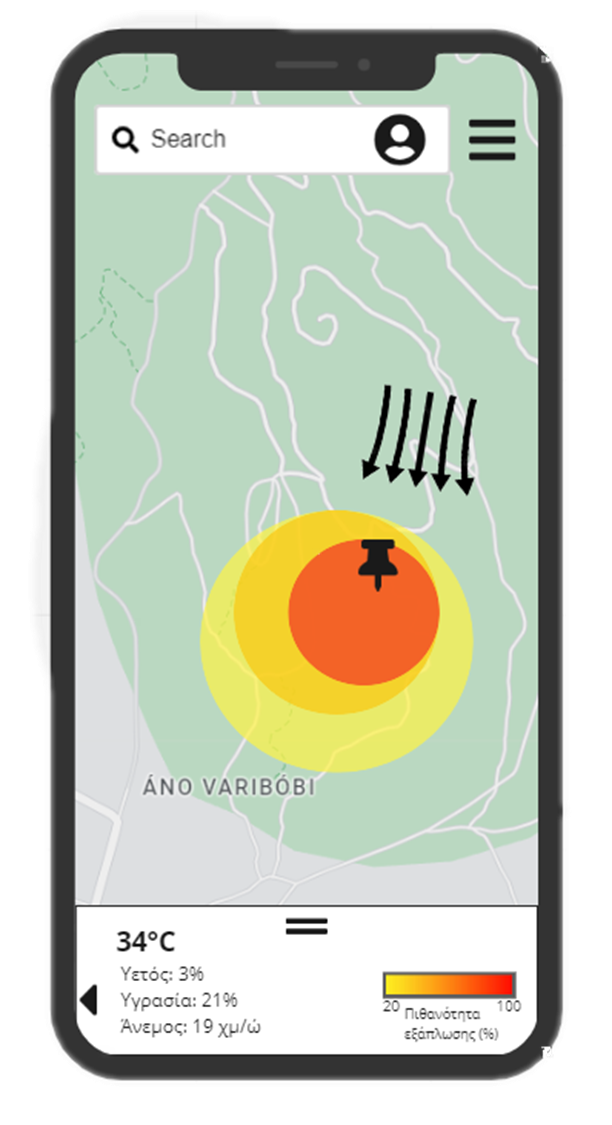 Search
ÁNO VARIBÓBI
34°C
Υετός: 3%
Υγρασία: 21%
Άνεμος: 19 χμ/ώ
20 100
Πιθανότητα
εξάπλωσης (%)